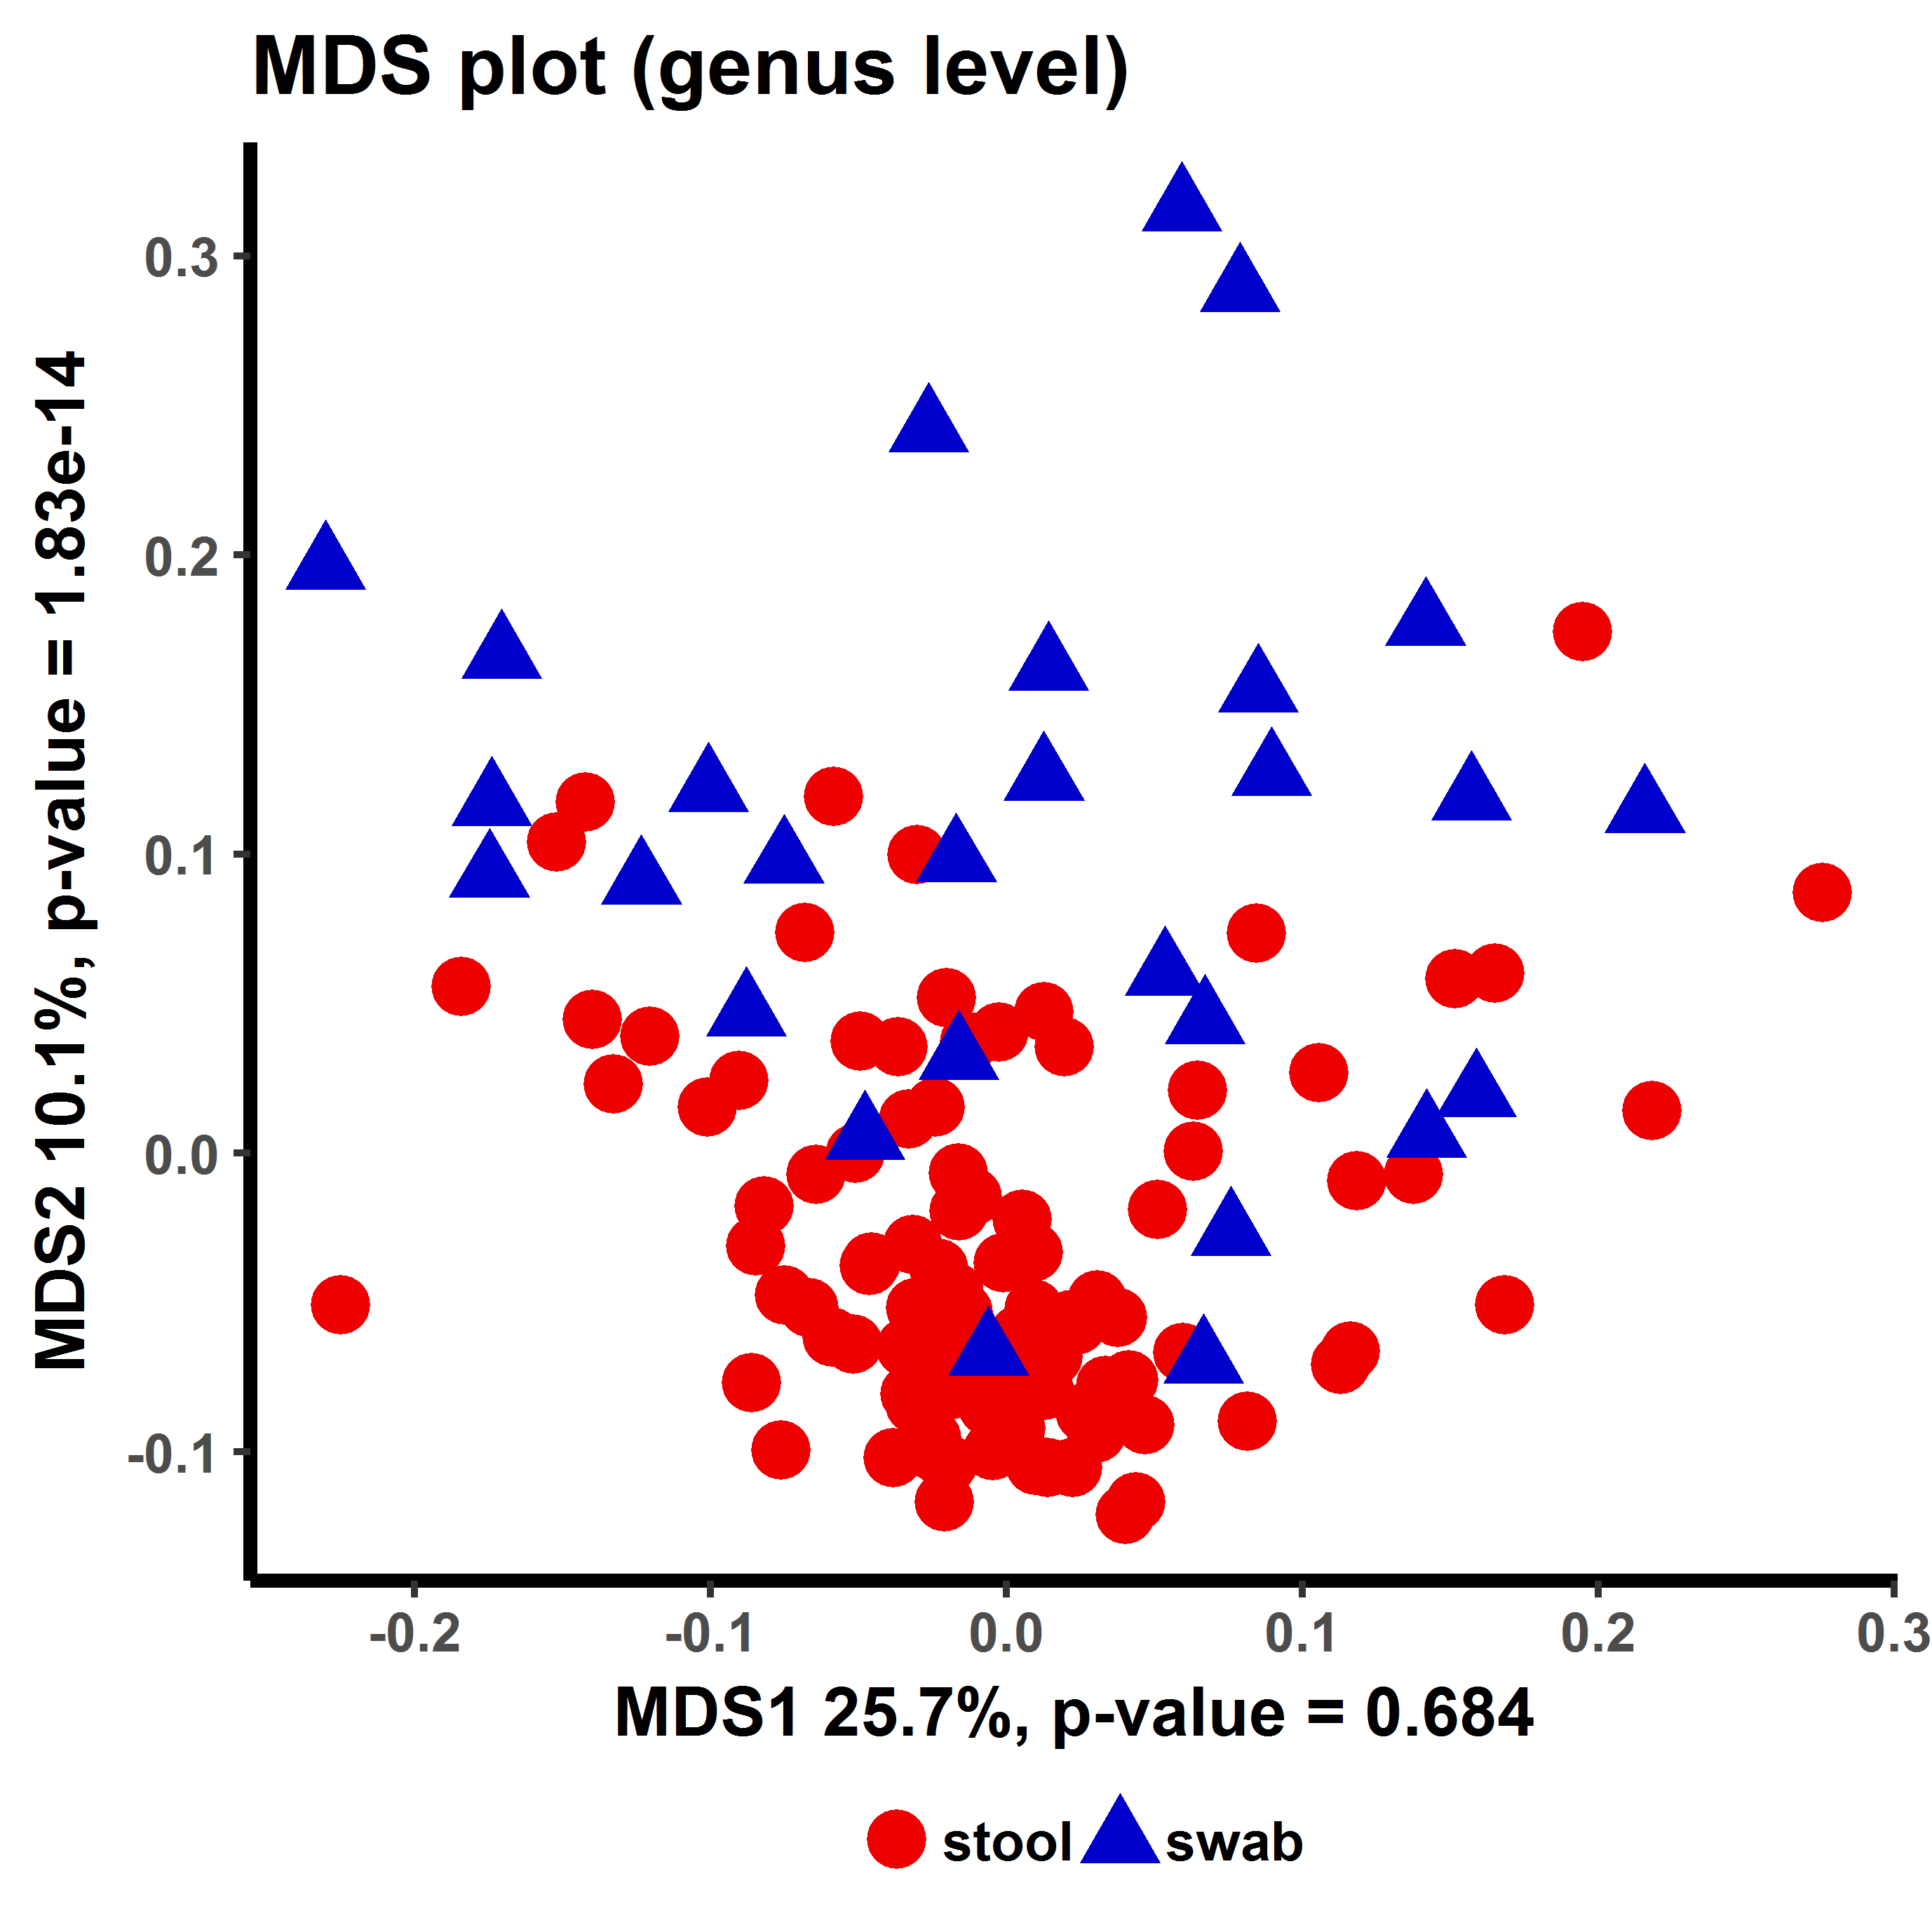 MDS plot (genus level)
MDS2 10.1%, p-value = 1.83e-14
0.3
0.2
0.1
0.0
-0.1
-0.2 -0.1 0.0 0.1 0.2 0.3
MDS1 25.7%, p-value = 0.684
stool swab